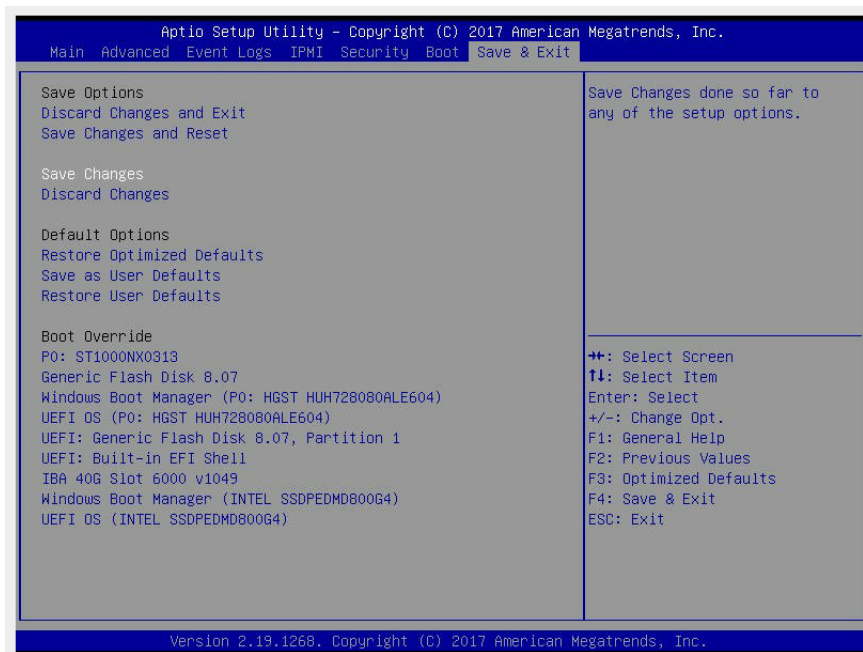 Aptio Setup Utility – Copyright (C) 2017 American Megatrends, Inc.
Main Advanced Event Logs IPMI Security Boot Save & Exit
Save Options
Discard Changes and Exit
Save Changes and Reset
Save Changes
Discard Changes
Default Options
Restore Optimized Defaults
Save as User Defaults
Restore User Defaults
Boot Override
P0: ST1000NX0313
Generic Flash Disk 8.07
Windows Boot Manager (P0: HGST HUH728080ALE604)
UEFI OS (P0: HGST HUH728080ALE604)
UEFI: Generic Flash Disk 8.07, Partition 1
UEFI: Built-in EFI Shell
IBA 40G Slot 6000 v1049
Windows Boot Manager (INTEL SSDPEDMD800G4)
UEFI OS (INTEL SSDPEDMD800G4)
Save Changes done so far to
any of the setup options.
→←: Select Screen
↑↓: Select Item
Enter: Select
+/-: Change Opt.
F1: General Help
F2: Previous Values
F3: Optimized Defaults
F4: Save & Exit
ESC: Exit
Version 2.19.1268. Copyright (C) 2017 American Megatrends, Inc.